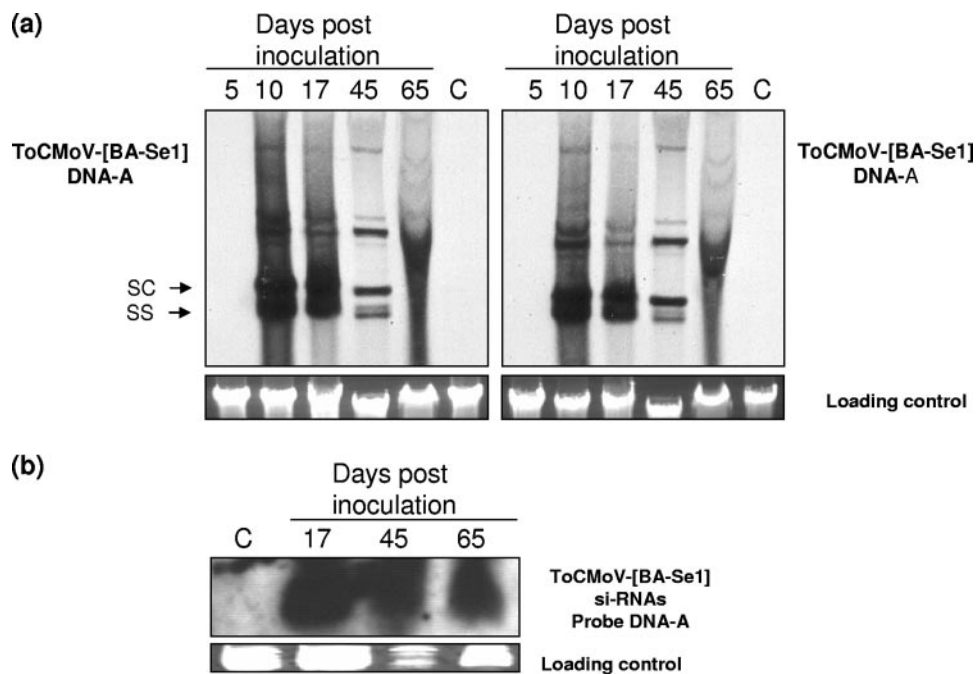 (a)
Days post
inoculation
5 10 17 45 65 C
Days post
inoculation
5 10 17 45 65 C
ToCMoV-[BA-Se1]
DNA-A
ToCMoV-[BA-Se1]
DNA-A
SC
SS
Loading control
(b)
Days post
inoculation
C 17 45 65
ToCMoV-[BA-Se1]
si-RNAs
Probe DNA-A
Loading control